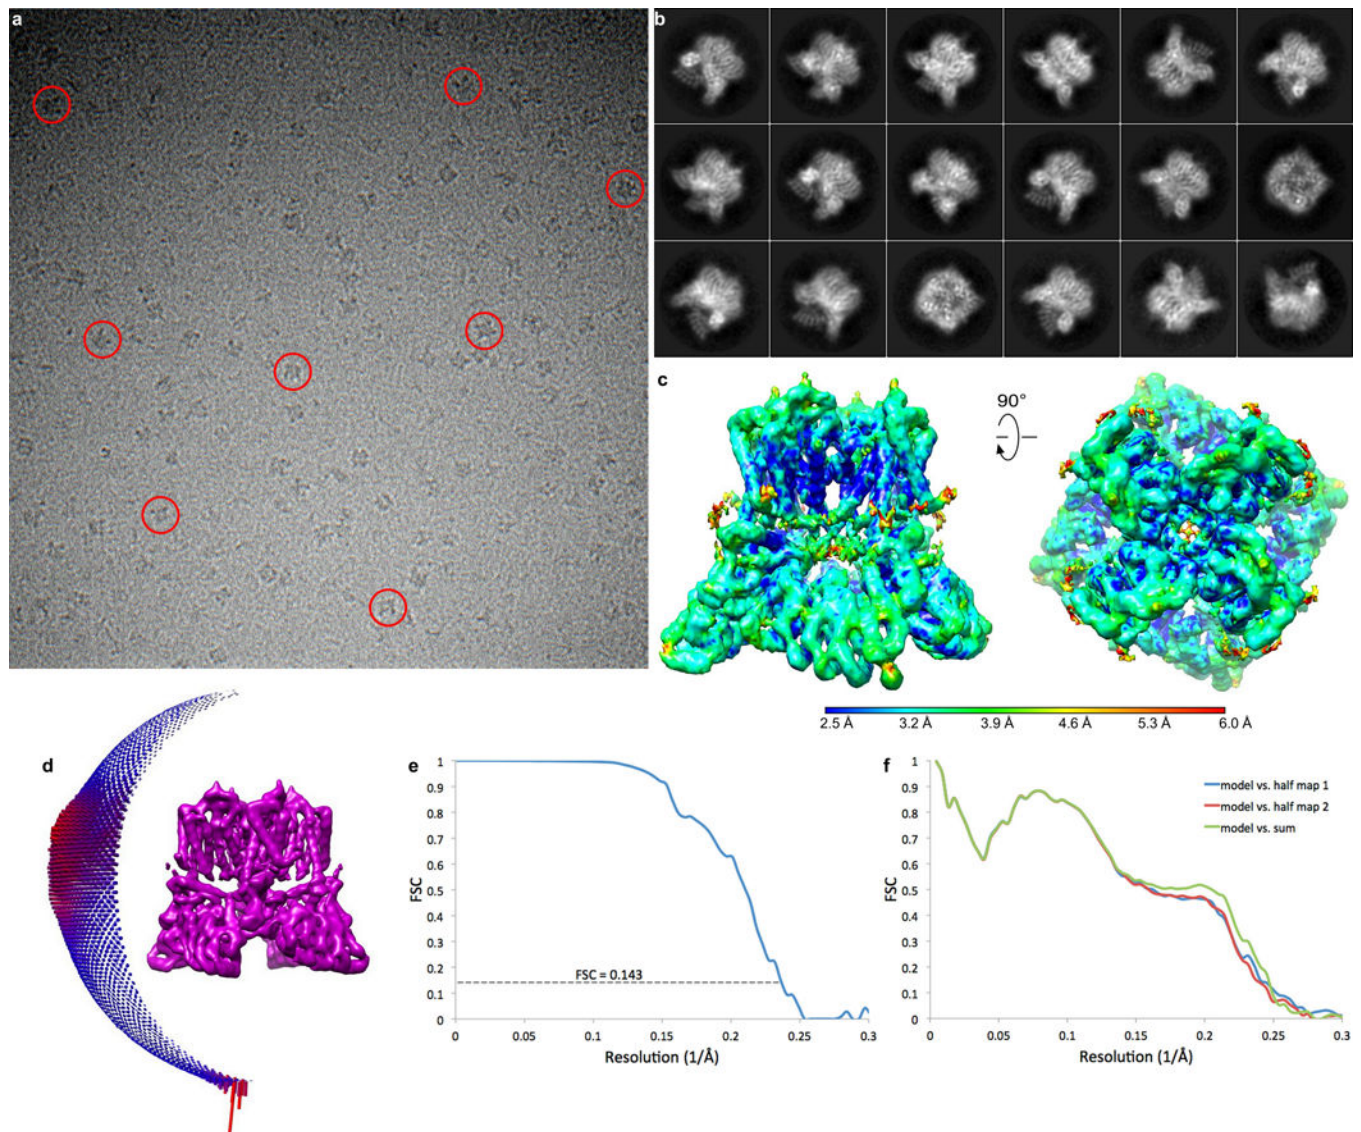 a
b
c
90°
2.5 Å 3.2 Å 3.9 Å 4.6 Å 5.3 Å 6.0 Å
d
e
1
0.9
0.8
0.7
0.6
0.5
0.4
0.3
0.2
0.1
0
FSC
FSC = 0.143
0 0.05 0.1 0.15 0.2 0.25 0.3
Resolution (1/Å)
f
1
0.9
0.8
0.7
0.6
0.5
0.4
0.3
0.2
0.1
0
FSC
model vs. half map 1
model vs. half map 2
model vs. sum
0 0.05 0.1 0.15 0.2 0.25 0.3
Resolution (1/Å)